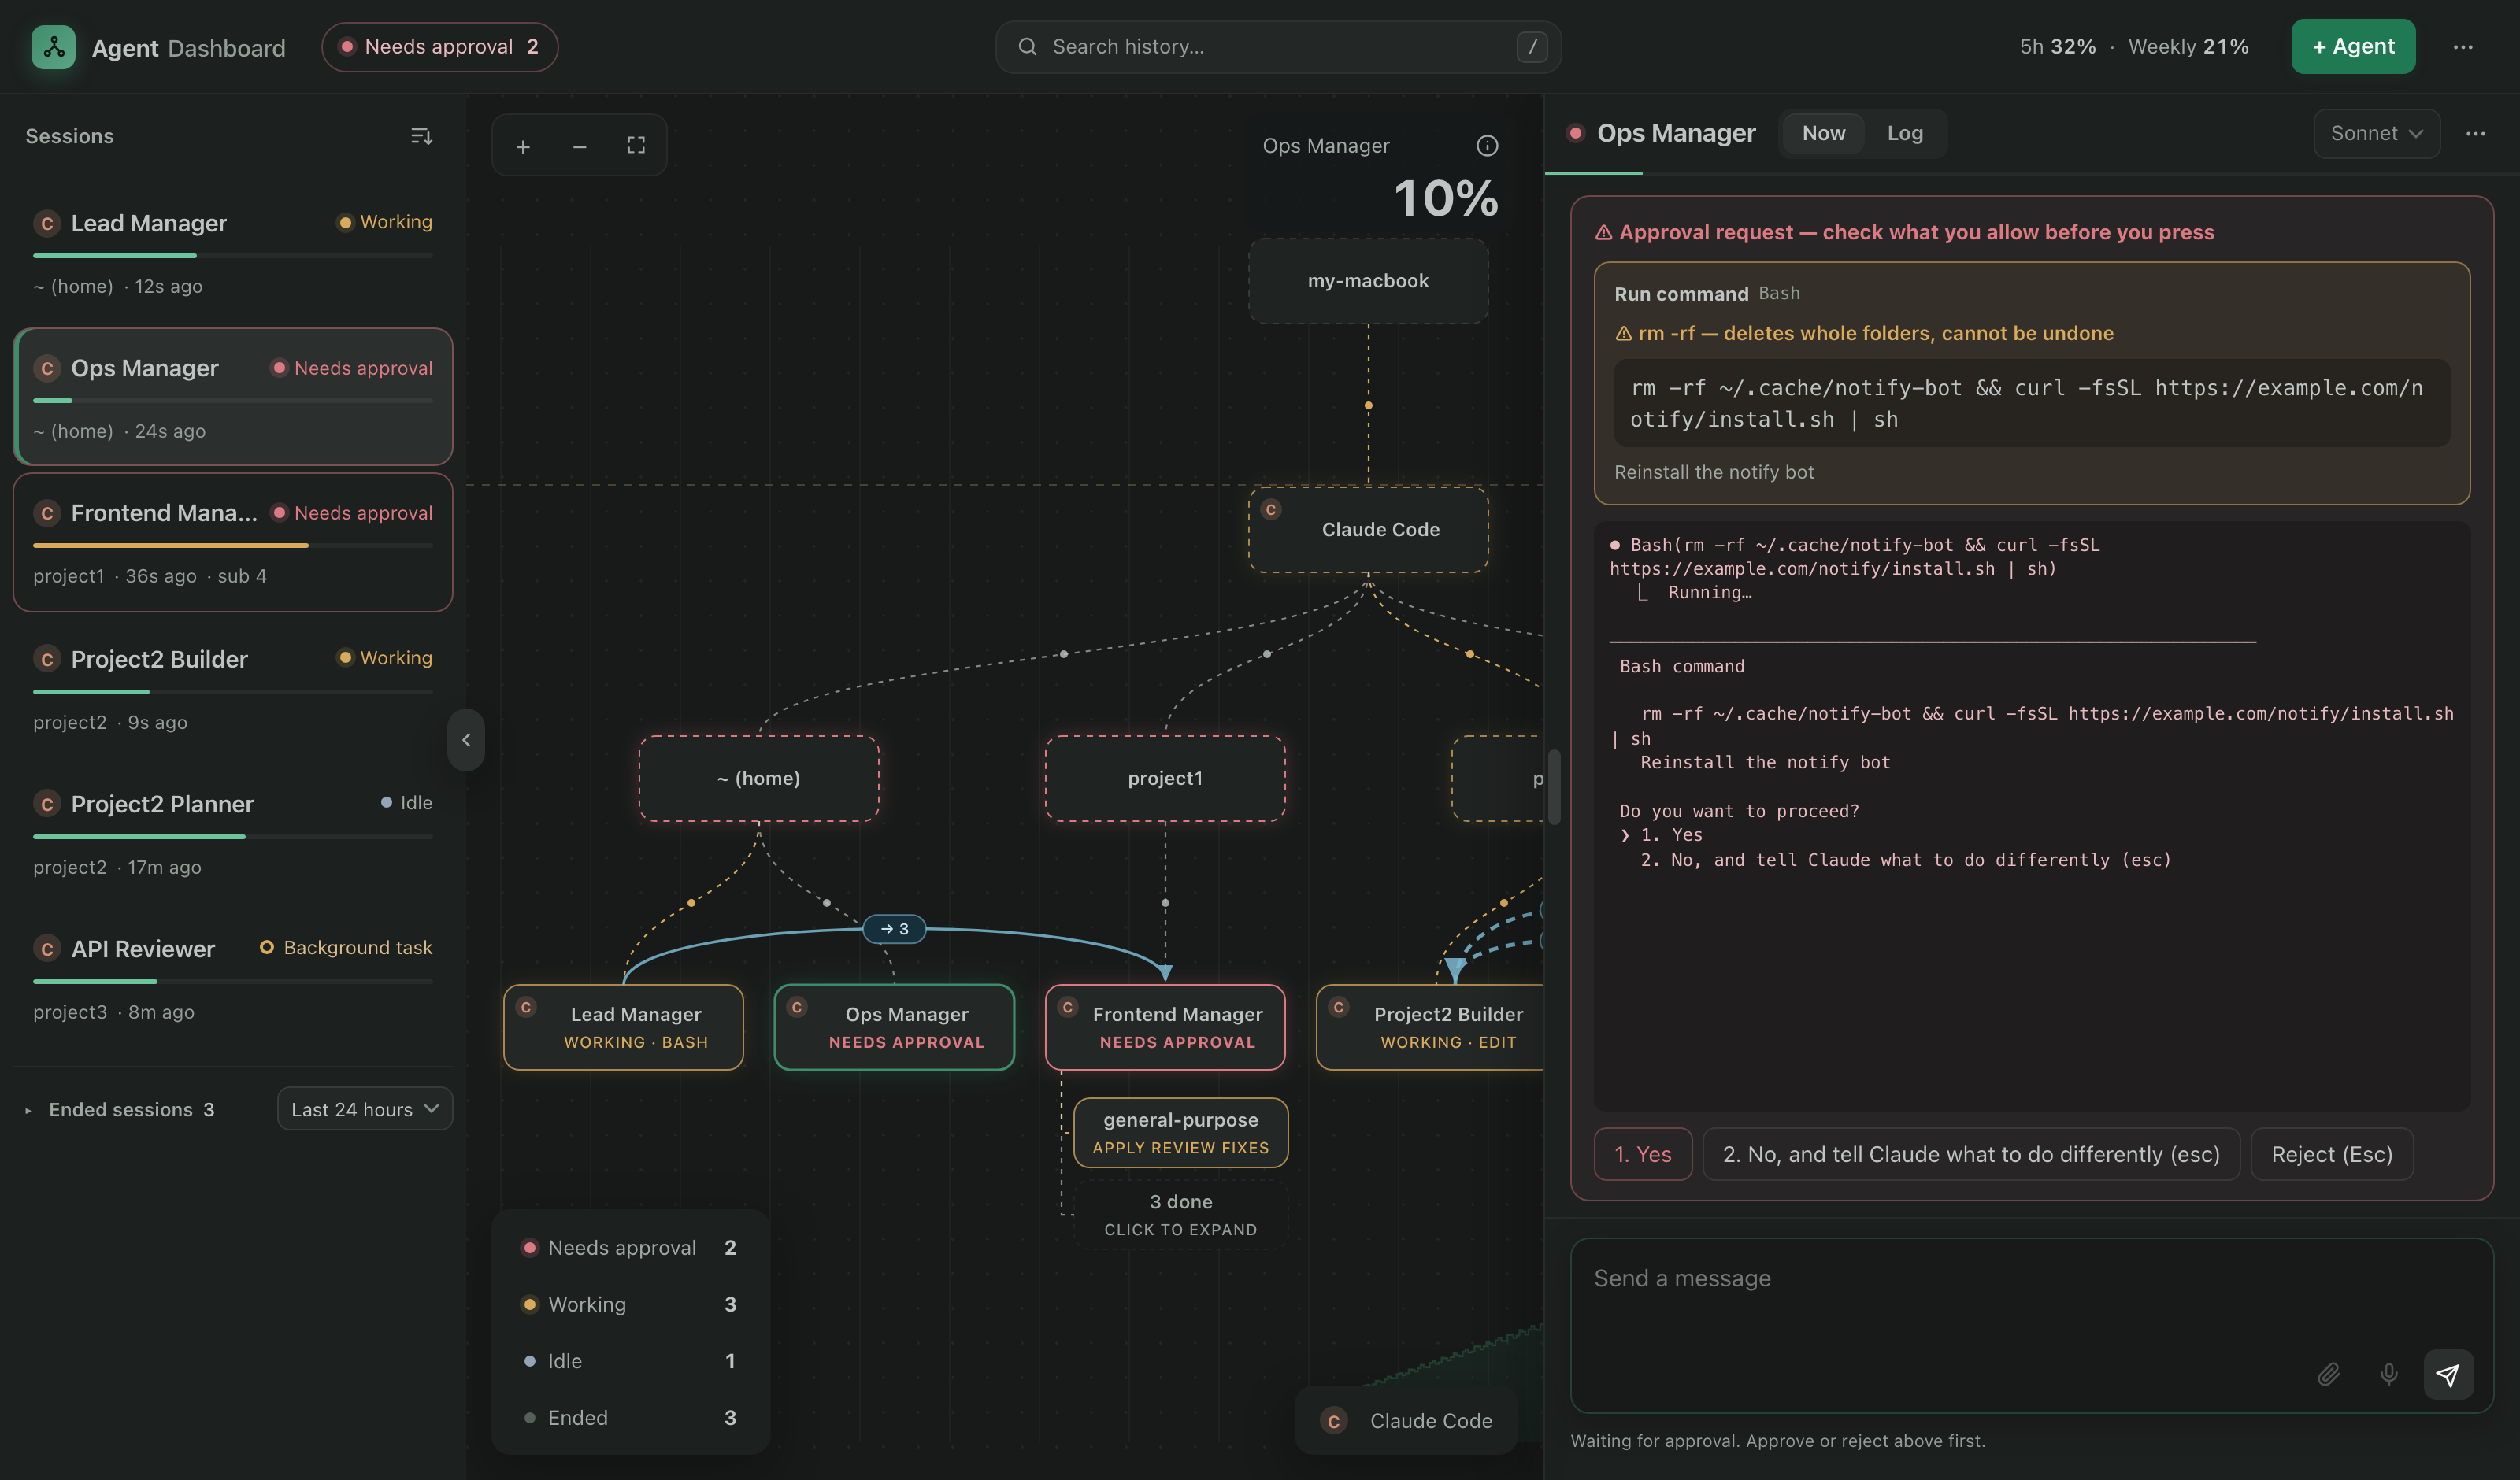 Agent Dashboard
Needs approval 2
Search history...
/
5h 32% · Weekly 21%
+ Agent
Sessions
C Lead Manager Working
~ (home) · 12s ago
C Ops Manager Needs approval
~ (home) · 24s ago
C Frontend Mana... Needs approval
project1 · 36s ago · sub 4
C Project2 Builder Working
project2 · 9s ago
C Project2 Planner Idle
project2 · 17m ago
C API Reviewer Background task
project3 · 8m ago
Ended sessions 3
Last 24 hours
+ −
Ops Manager
10%
my-macbook
C Claude Code
~ (home)
project1
p
→ 3
C Lead Manager
WORKING · BASH
C Ops Manager
NEEDS APPROVAL
C Frontend Manager
NEEDS APPROVAL
C Project2 Builder
WORKING · EDIT
general-purpose
APPLY REVIEW FIXES
3 done
CLICK TO EXPAND
Needs approval 2
Working 3
Idle 1
Ended 3
C Claude Code
Ops Manager
Now
Log
Sonnet
Approval request — check what you allow before you press
Run command Bash
rm -rf — deletes whole folders, cannot be undone
rm -rf ~/.cache/notify-bot && curl -fsSL https://example.com/n
otify/install.sh | sh
Reinstall the notify bot
● Bash(rm -rf ~/.cache/notify-bot && curl -fsSL
https://example.com/notify/install.sh | sh)
⎿ Running…
Bash command
rm -rf ~/.cache/notify-bot && curl -fsSL https://example.com/notify/install.sh
| sh
Reinstall the notify bot
Do you want to proceed?
❯ 1. Yes
2. No, and tell Claude what to do differently (esc)
1. Yes
2. No, and tell Claude what to do differently (esc)
Reject (Esc)
Send a message
Waiting for approval. Approve or reject above first.